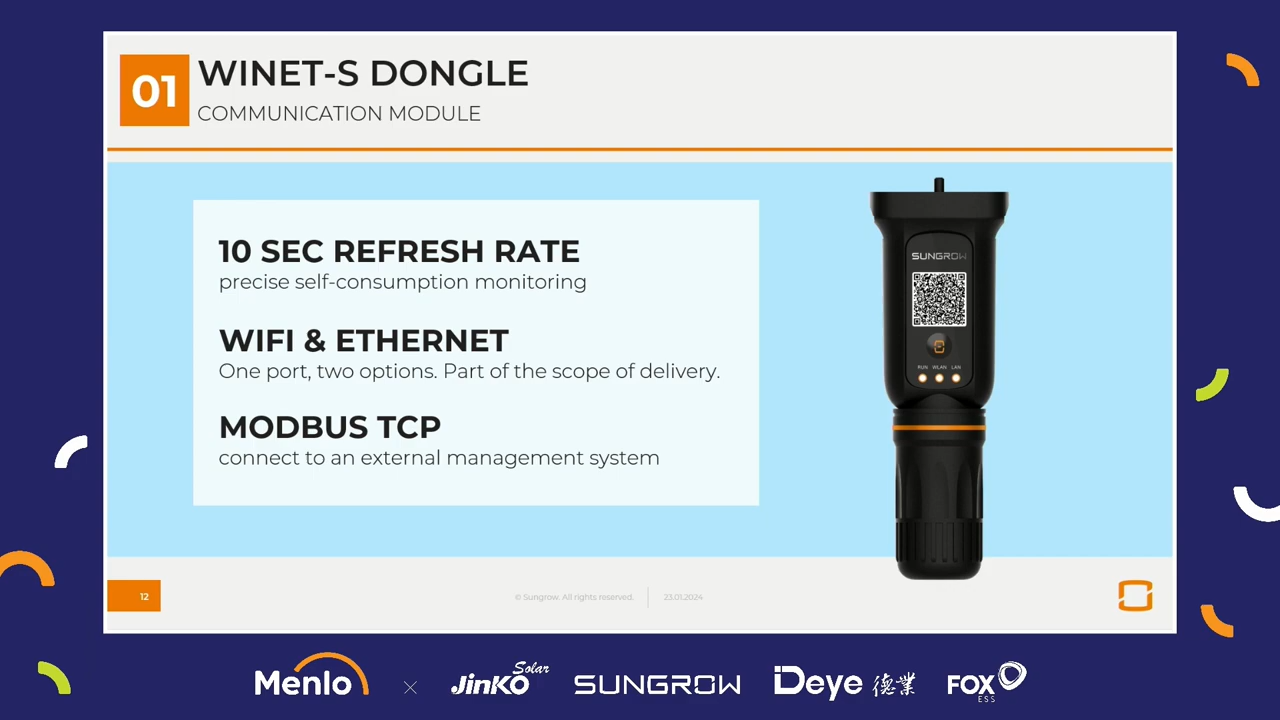 01
WINET-S DONGLE
COMMUNICATION MODULE
10 SEC REFRESH RATE
precise self-consumption monitoring
WIFI & ETHERNET
One port, two options. Part of the scope of delivery.
MODBUS TCP
connect to an external management system
SUNGROW
RUN WLAN LAN
12
© Sungrow. All rights reserved.
23.01.2024
Menlo
JinKO Solar
SUNGROW
Deye 德業
FOX ESS